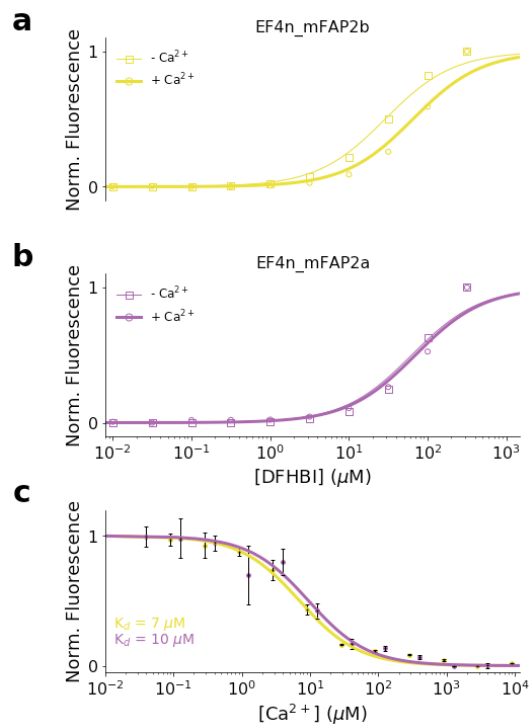 a
EF4n_mFAP2b
Norm. Fluorescence
1
0
- Ca²⁺
+ Ca²⁺
b
EF4n_mFAP2a
Norm. Fluorescence
1
0
- Ca²⁺
+ Ca²⁺
10⁻² 10⁻¹ 10⁰ 10¹ 10² 10³
[DFHBI] (μM)
c
Norm. Fluorescence
1
0
K_d = 7 μM
K_d = 10 μM
10⁻² 10⁻¹ 10⁰ 10¹ 10² 10³ 10⁴
[Ca²⁺] (μM)